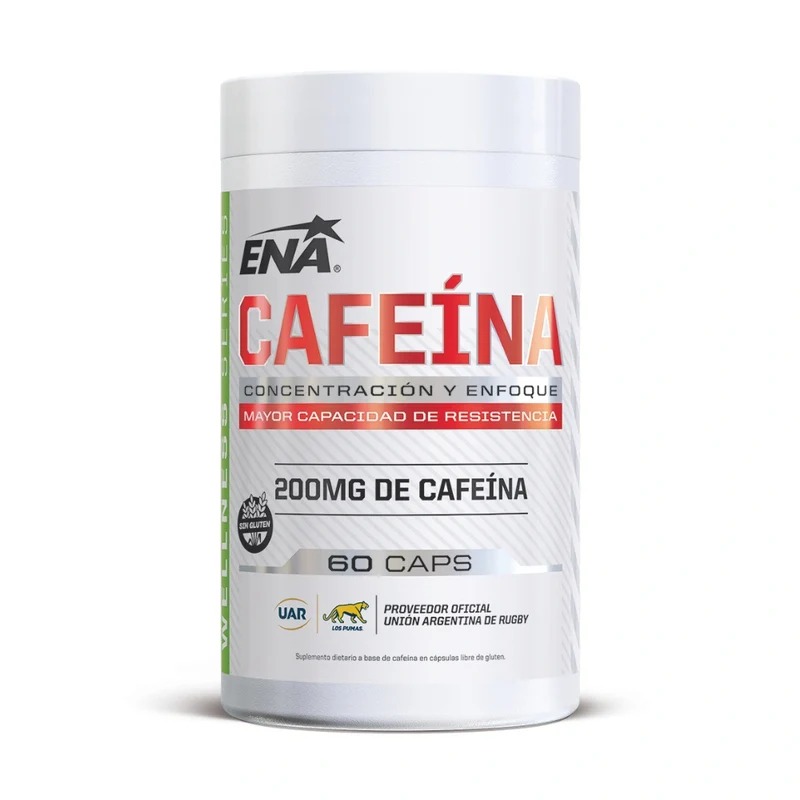 ENA®
CAFEÍNA
CONCENTRACIÓN Y ENFOQUE
MAYOR CAPACIDAD DE RESISTENCIA
200MG DE CAFEÍNA
SIN GLUTEN
60 CAPS
UAR
LOS PUMAS.
PROVEEDOR OFICIAL
UNIÓN ARGENTINA DE RUGBY
Suplemento dietario a base de cafeína en cápsulas libre de gluten.
WELLNESS SERIES